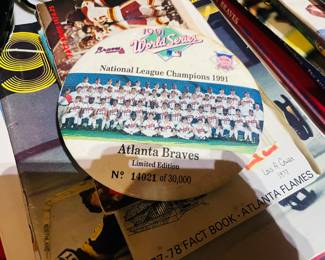 1991
World Series
National League Champions 1991
Atlanta Braves
Limited Edition
No 14021 of 30,000
1977
77-78 FACT BOOK - ATLANTA FLAMES